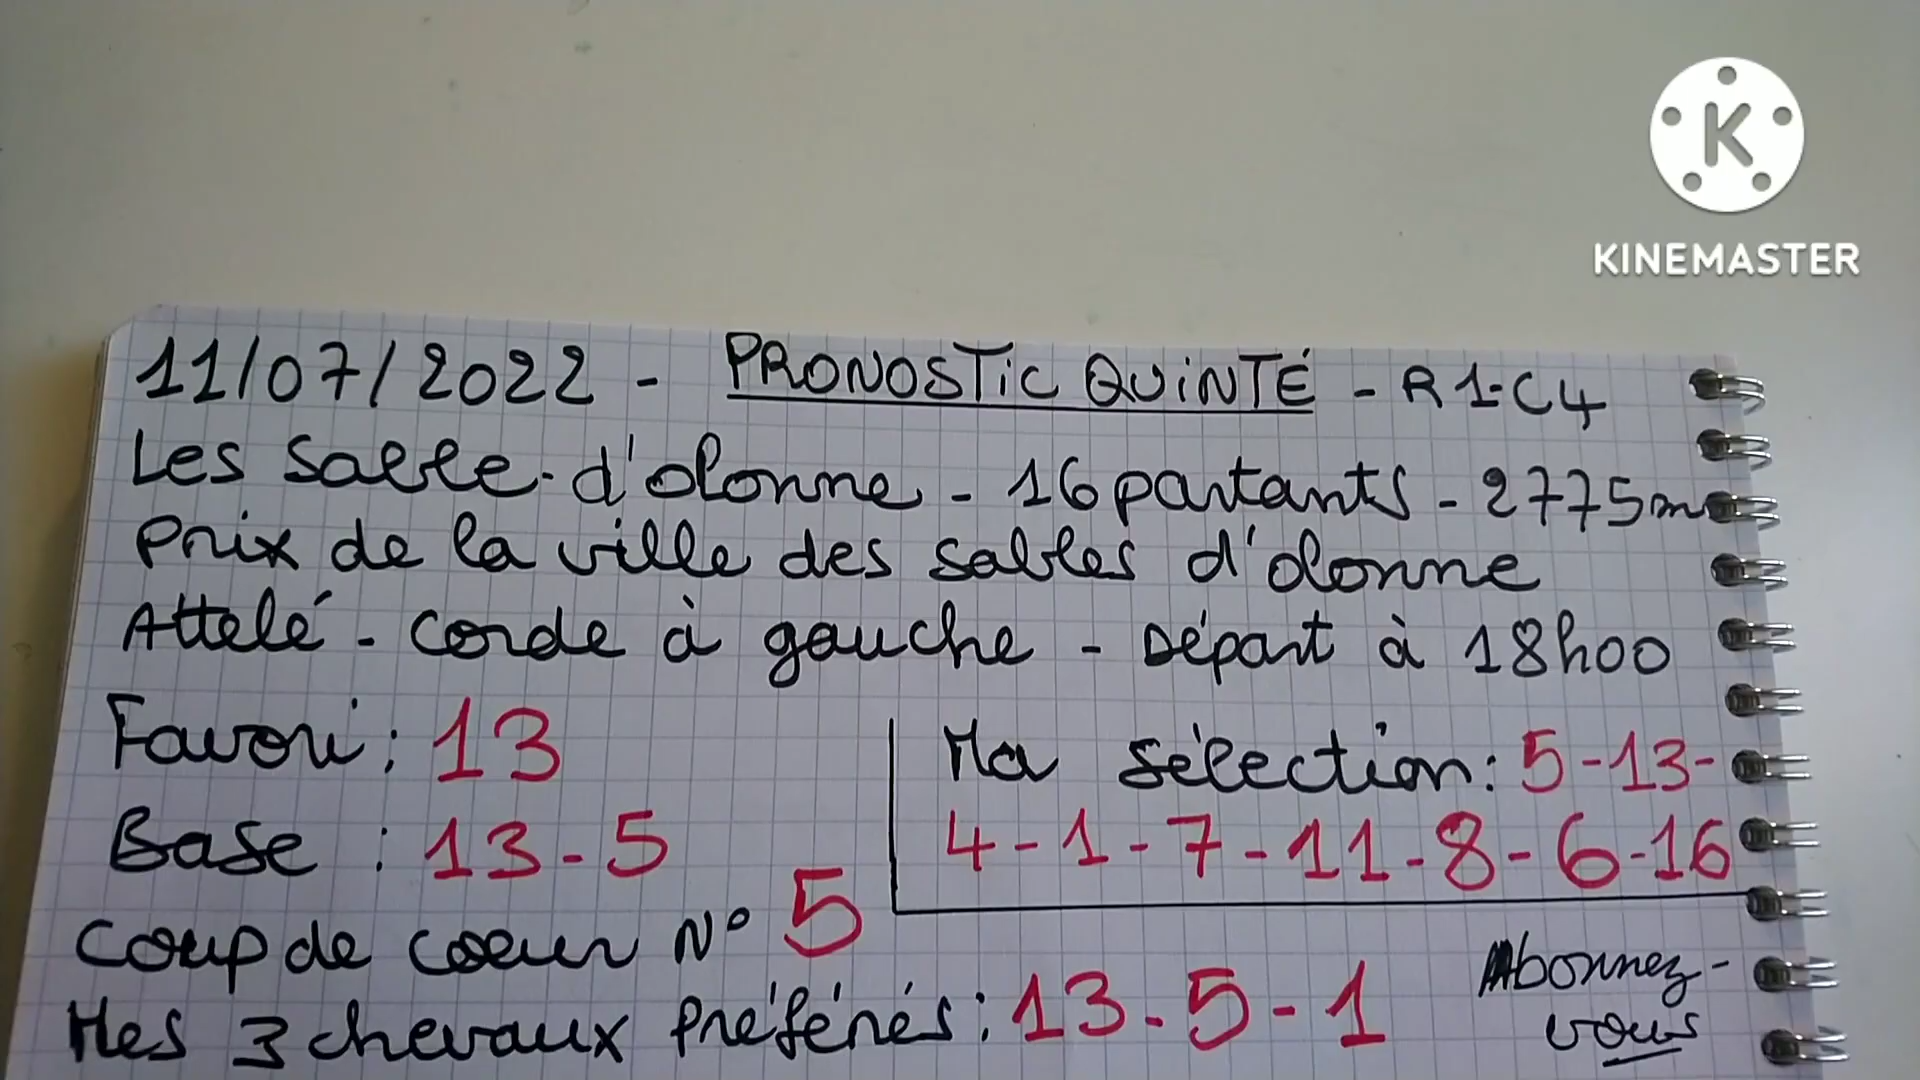 KINEMASTER
11/07/2022 - PRONOSTIC QUINTÉ - R1-C4
Les Sable-d'olonne - 16 partants - 2775m
Prix de la ville des sables d'olonne
Attelé - corde à gauche - Départ à 18h00
Favori : 13
Base : 13 - 5
Ma sélection : 5 - 13 -
4 - 1 - 7 - 11 - 8 - 6 - 16
Coup de coeur N° 5
Mes 3 chevaux préférés : 13 - 5 - 1
Abonnez-
vous